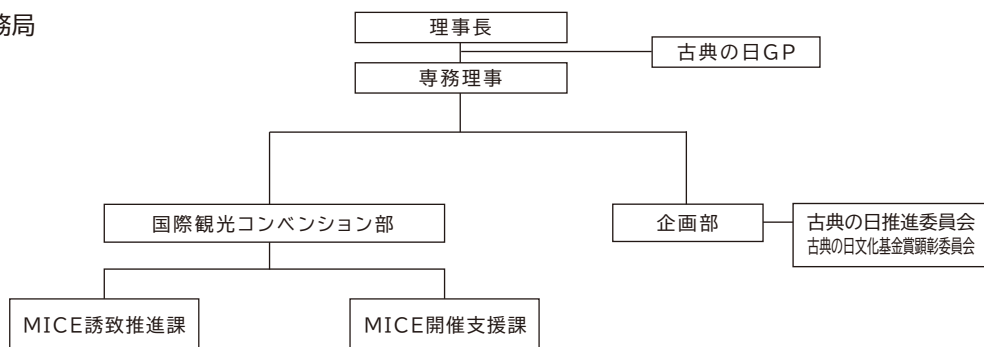 務局
理事長
古典の日GP
専務理事
国際観光コンベンション部
企画部
古典の日推進委員会
古典の日文化基金賞顕彰委員会
MICE誘致推進課
MICE開催支援課